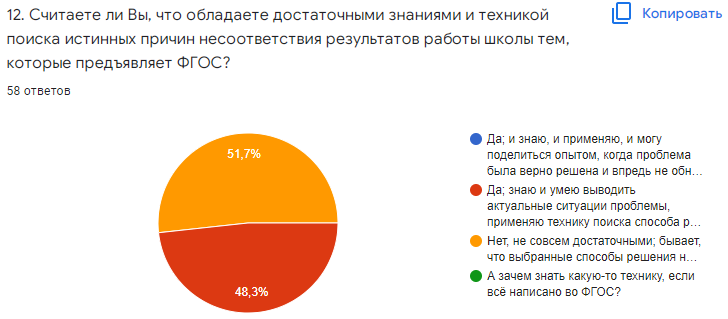 12. Считаете ли Вы, что обладаете достаточными знаниями и техникой
поиска истинных причин несоответствия результатов работы школы тем,
которые предъявляет ФГОС?
Копировать
58 ответов
51,7%
48,3%
Да; и знаю, и применяю, и могу
поделиться опытом, когда проблема
была верно решена и впредь не обн…
Да; знаю и умею выводить
актуальные ситуации проблемы,
применяю технику поиска способа р…
Нет, не совсем достаточными; бывает,
что выбранные способы решения н…
А зачем знать какую-то технику, если
всё написано во ФГОС?